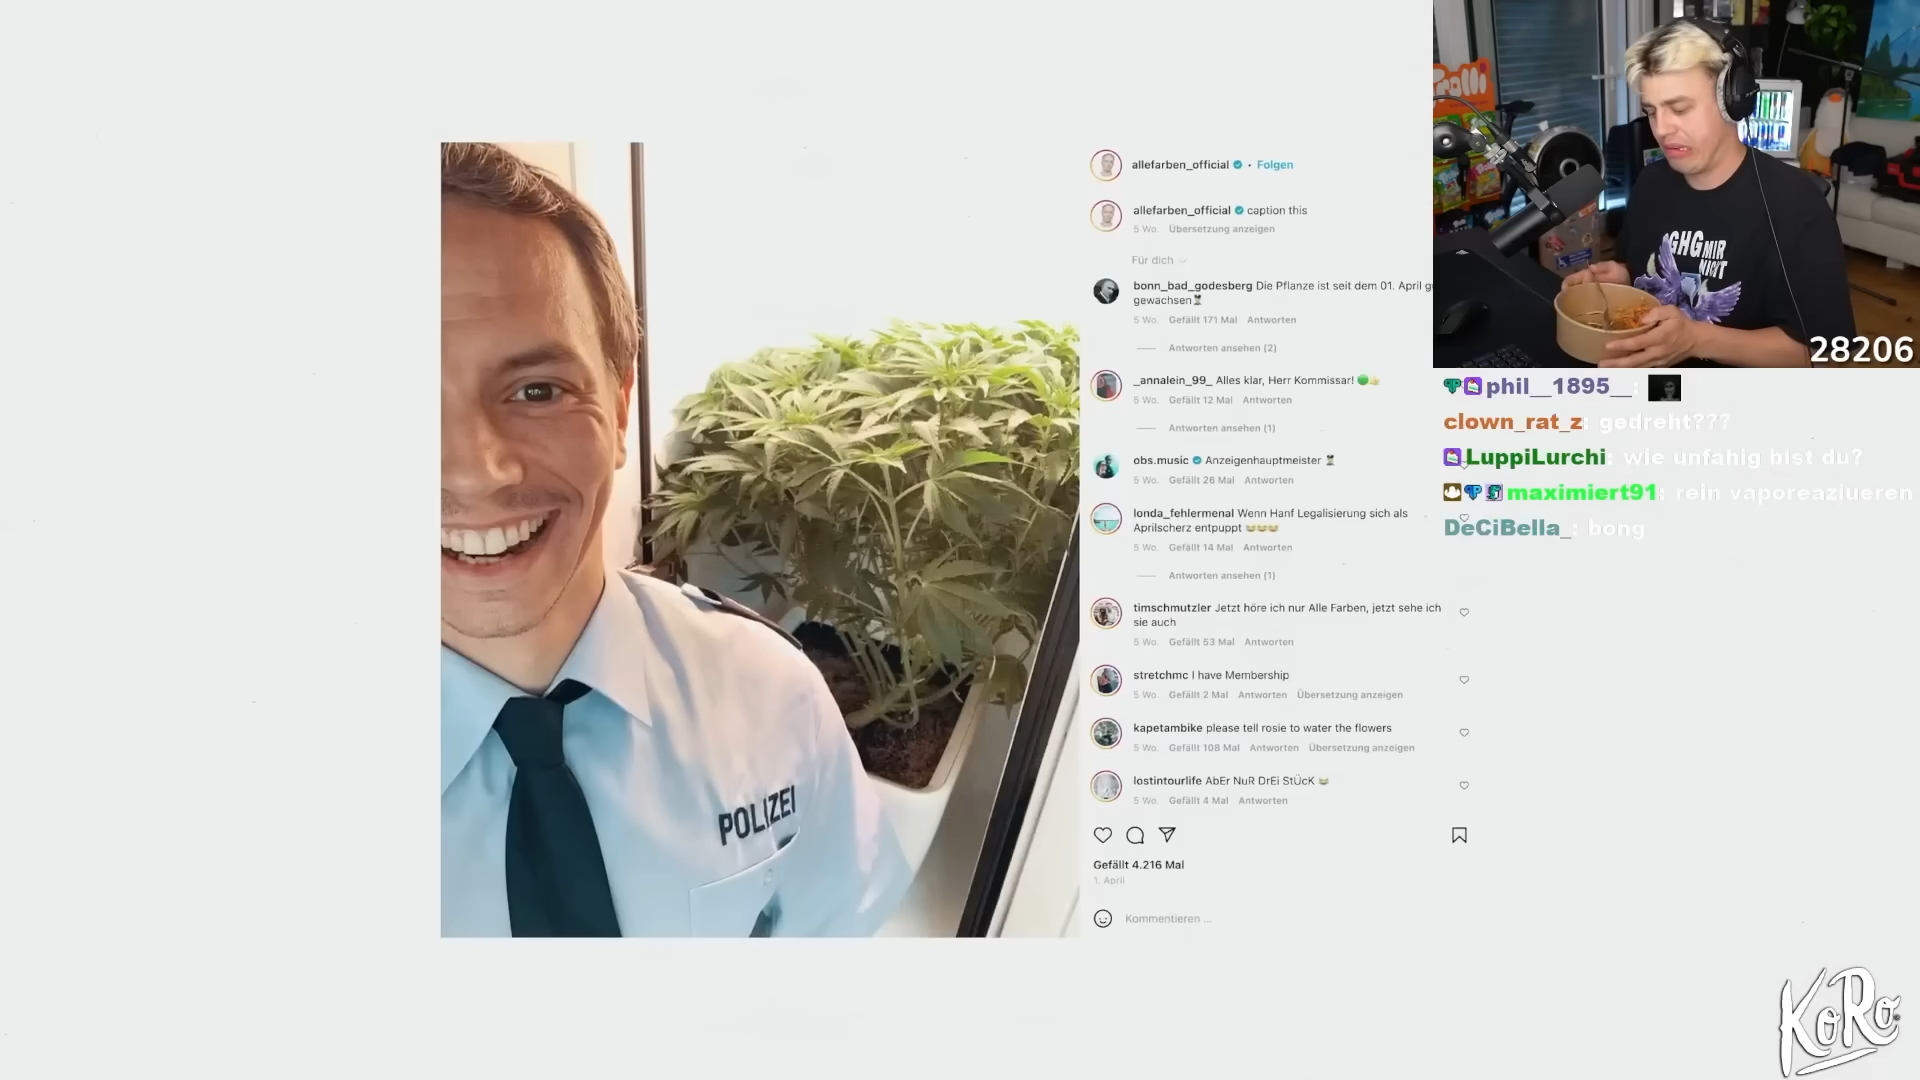 allefarben_official • Folgen
allefarben_official caption this
5 Wo. Übersetzung anzeigen
Für dich
bonn_bad_godesberg Die Pflanze ist seit dem 01. April
gewachsen
5 Wo. Gefällt 171 Mal Antworten
Antworten ansehen (2)
_annalein_99_ Alles klar, Herr Kommissar!
5 Wo. Gefällt 12 Mal Antworten
Antworten ansehen (1)
obs.music Anzeigenhauptmeister
5 Wo. Gefällt 26 Mal Antworten
londa_fehlermenal Wenn Hanf Legalisierung sich als
Aprilscherz entpuppt
5 Wo. Gefällt 14 Mal Antworten
Antworten ansehen (1)
timschmutzler Jetzt höre ich nur Alle Farben, jetzt sehe ich
sie auch
5 Wo. Gefällt 53 Mal Antworten
stretchmc I have Membership
5 Wo. Gefällt 2 Mal Antworten Übersetzung anzeigen
kapetambike please tell rosie to water the flowers
5 Wo. Gefällt 108 Mal Antworten Übersetzung anzeigen
lostintourlife AbEr NuR DrEi StÜcK
5 Wo. Gefällt 4 Mal Antworten
Gefällt 4.216 Mal
1. April
Kommentieren ...
POLIZEI
MIR
NICHT
28206
phil__1895__:
clown_rat_z: gedreht???
LuppiLurchi: wie unfähig bist du?
maximiert91: rein vaporeaziueren
DeCiBella_: bong
KoRo